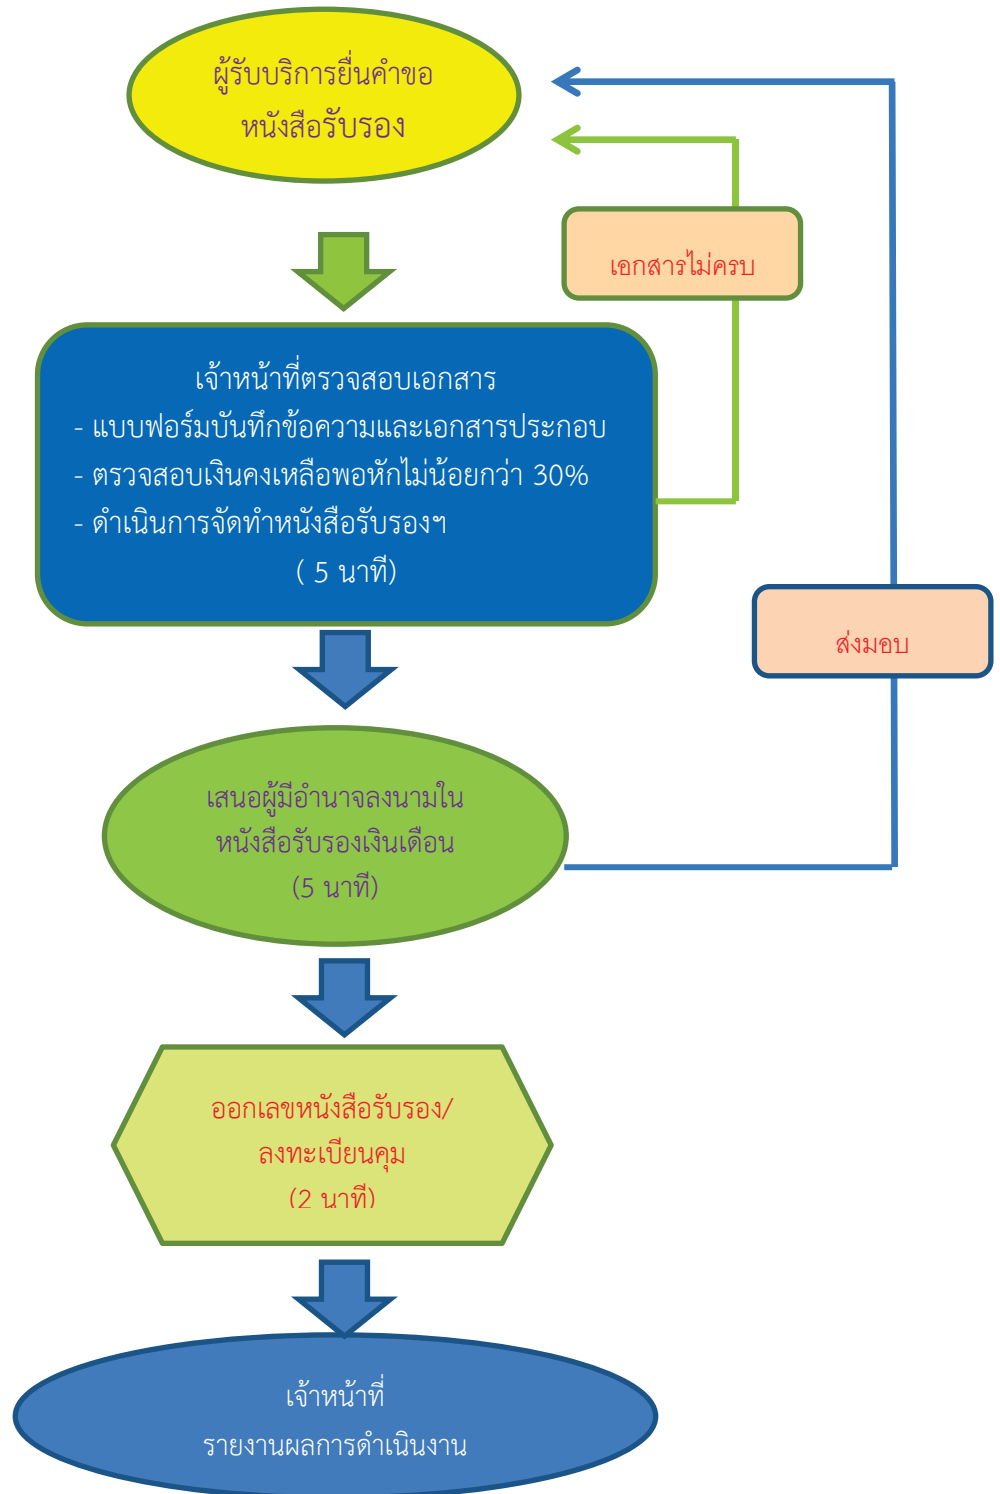 ผู้รับบริการยื่นคำขอ
หนังสือรับรอง
เอกสารไม่ครบ
เจ้าหน้าที่ตรวจสอบเอกสาร
- แบบฟอร์มบันทึกข้อความและเอกสารประกอบ
- ตรวจสอบเงินคงเหลือพอหักไม่น้อยกว่า 30%
- ดำเนินการจัดทำหนังสือรับรองฯ
( 5 นาที)
ส่งมอบ
เสนอผู้มีอำนาจลงนามใน
หนังสือรับรองเงินเดือน
(5 นาที)
ออกเลขหนังสือรับรอง/
ลงทะเบียนคุม
(2 นาที)
เจ้าหน้าที่
รายงานผลการดำเนินงาน